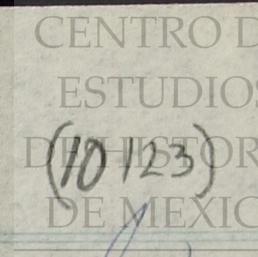 CENTRO D
ESTUDIOS
DE HISTOR
(10123)
DE MEXIC